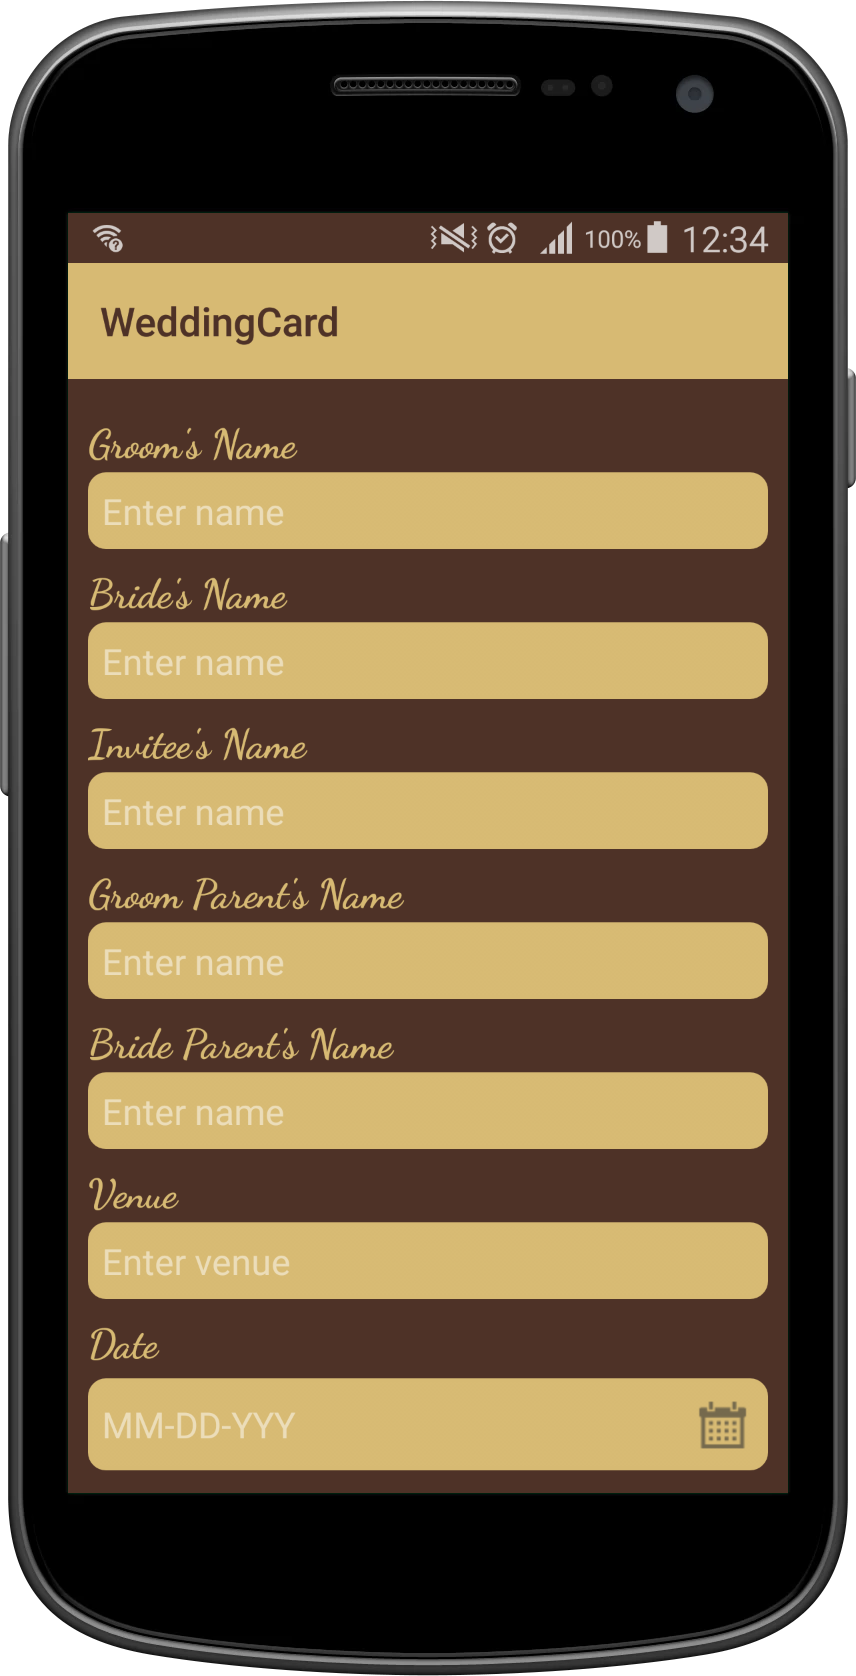 100% 12:34
WeddingCard
Groom's Name
Enter name
Bride's Name
Enter name
Invitee's Name
Enter name
Groom Parent's Name
Enter name
Bride Parent's Name
Enter name
Venue
Enter venue
Date
MM-DD-YYY